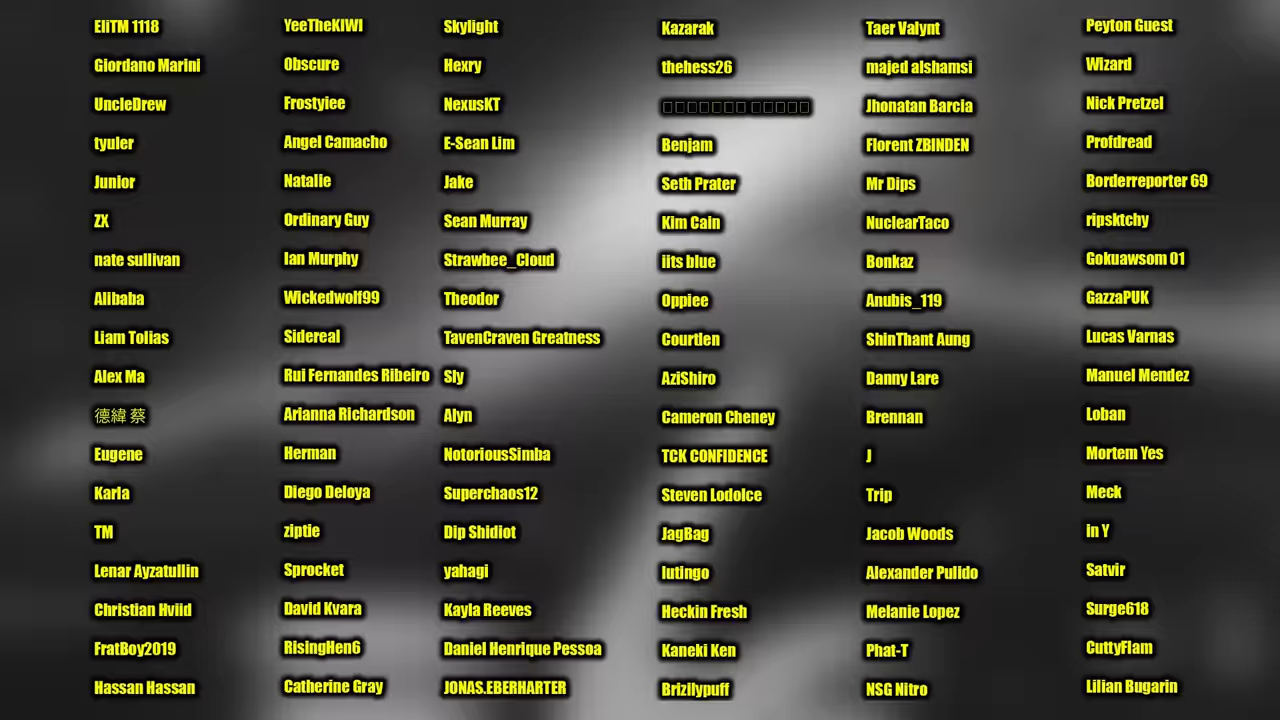 EliTM 1118
Giordano Marini
UncleDrew
tyuler
Junior
ZX
nate sullivan
Alibaba
Liam Tolias
Alex Ma
德緯 蔡
Eugene
Karla
TM
Lenar Ayzatullin
Christian Hviid
FratBoy2019
Hassan Hassan
YeeTheKIWI
Obscure
Frostyiee
Angel Camacho
Natalie
Ordinary Guy
Ian Murphy
Wickedwolf99
Sidereal
Rui Fernandes Ribeiro
Arianna Richardson
Herman
Diego Deloya
ziptie
Sprocket
David Kvara
RisingHen6
Catherine Gray
Skylight
Hexry
NexusKT
E-Sean Lim
Jake
Sean Murray
Strawbee_Cloud
Theodor
TavenCraven Greatness
Sly
Alyn
NotoriousSimba
Superchaos12
Dip Shidiot
yahagi
Kayla Reeves
Daniel Henrique Pessoa
JONAS.EBERHARTER
Kazarak
thehess26
Benjam
Seth Prater
Kim Cain
iits blue
Oppiee
Courtlen
AziShiro
Cameron Cheney
TCK CONFIDENCE
Steven Lodolce
JagBag
lutingo
Heckin Fresh
Kaneki Ken
Brizilypuff
Taer Valynt
majed alshamsi
Jhonatan Barcia
Florent ZBINDEN
Mr Dips
NuclearTaco
Bonkaz
Anubis_119
ShinThant Aung
Danny Lare
Brennan
J
Trip
Jacob Woods
Alexander Pulido
Melanie Lopez
Phat-T
NSG Nitro
Peyton Guest
Wizard
Nick Pretzel
Profdread
Borderreporter 69
ripsktchy
Gokuawsom 01
GazzaPUK
Lucas Varnas
Manuel Mendez
Loban
Mortem Yes
Meck
in Y
Satvir
Surge618
CuttyFlam
Lilian Bugarin